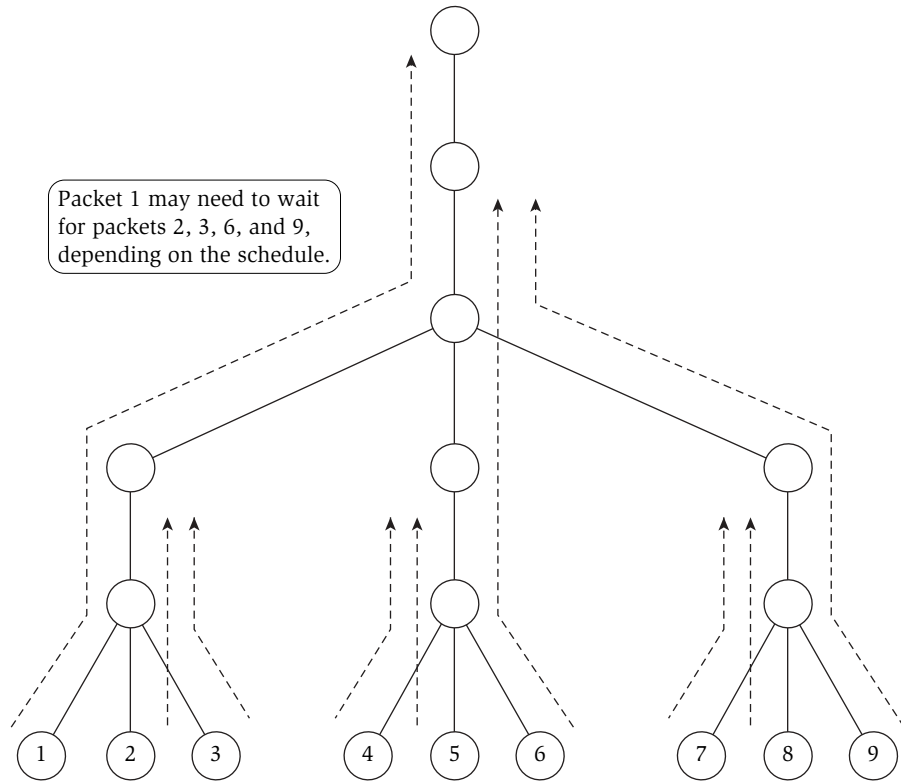 Packet 1 may need to wait
for packets 2, 3, 6, and 9,
depending on the schedule.
1 2 3 4 5 6 7 8 9